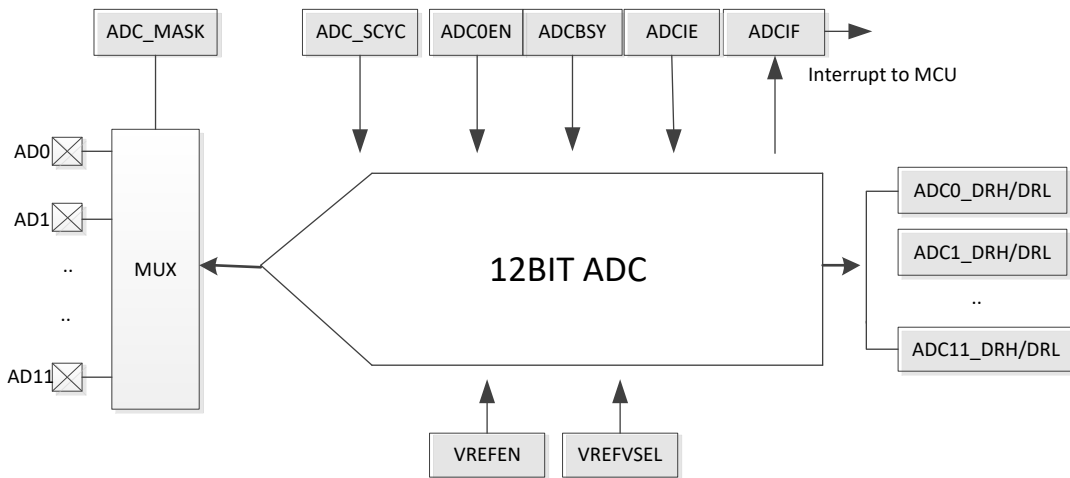 ADC_MASK
ADC_SCYC
ADC0EN
ADCBSY
ADCIE
ADCIF
Interrupt to MCU
AD0
AD1
..
..
AD11
MUX
12BIT ADC
ADC0_DRH/DRL
ADC1_DRH/DRL
..
ADC11_DRH/DRL
VREFEN
VREFVSEL